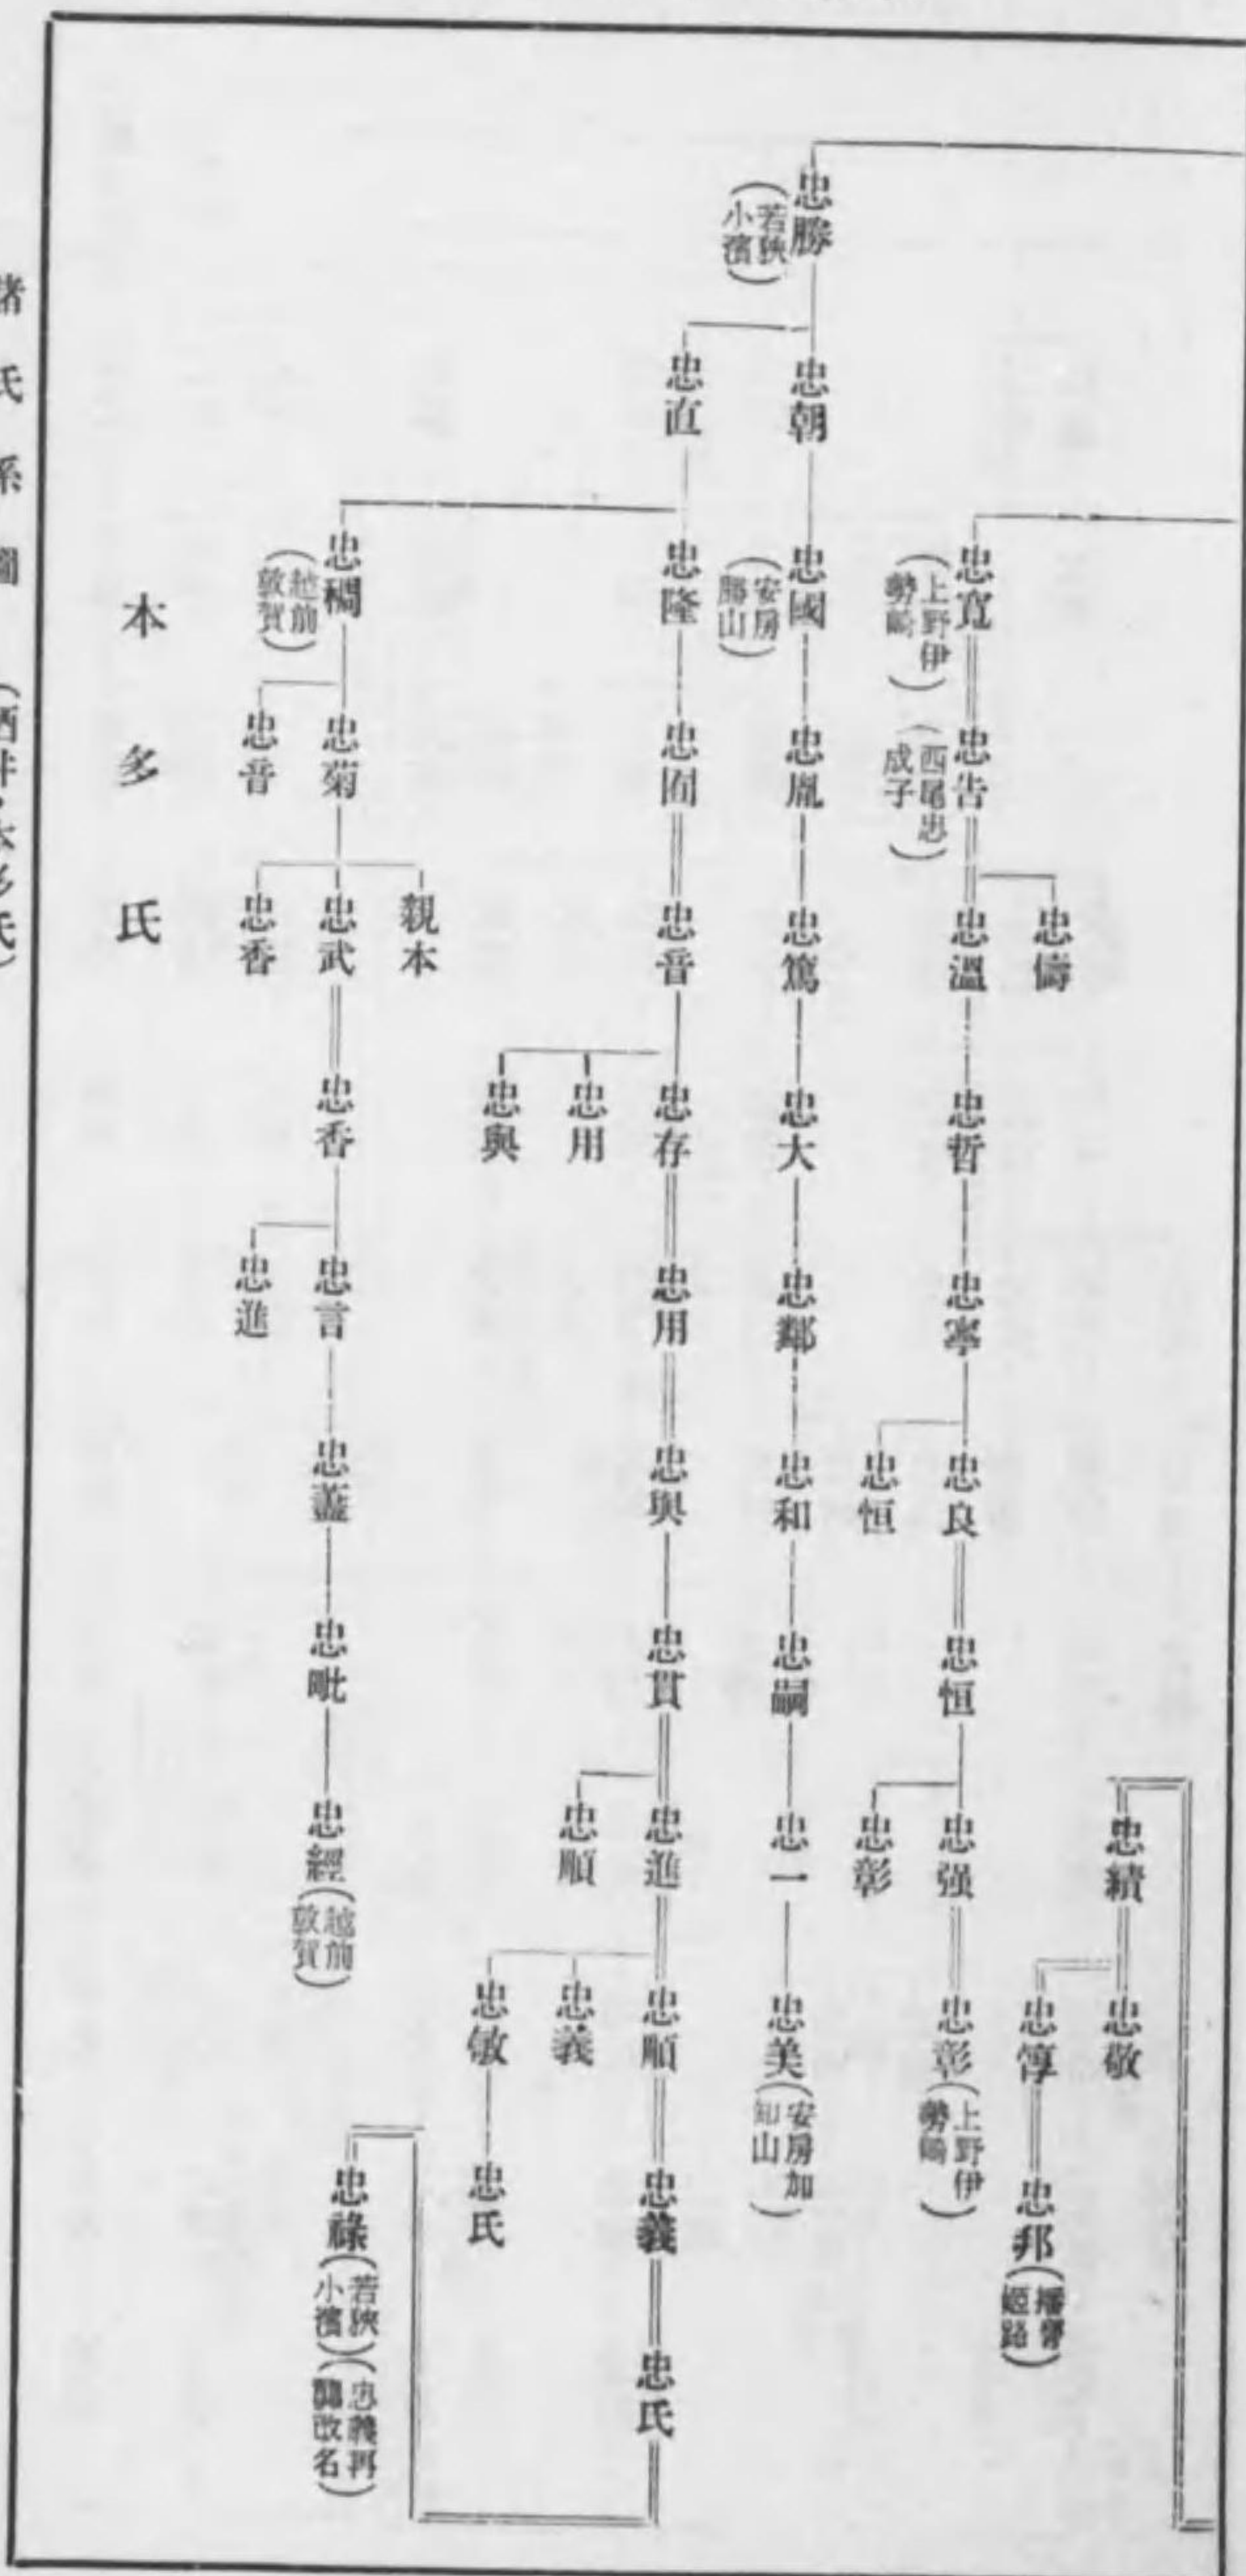 忠績
忠敬
忠惇
忠邦(播磨姬路)
忠寬(上野伊勢崎)
忠告(西尾忠成子)
忠儔
忠溫
忠哲
忠寧
忠良
忠恒
忠恒
忠强
忠彰
忠彰(上野伊勢崎)
忠勝(若狹小濱)
忠朝
忠國(安房勝山)
忠胤
忠篤
忠大
忠鄰
忠和
忠嗣
忠一
忠美(安房加知山)
忠直
忠隆
忠囿
忠音
忠存
忠用
忠與
忠用
忠與
忠貫
忠進
忠順
忠順
忠義
忠敏
忠氏
忠義
忠氏
忠祿(若狹小濱)(忠義再襲改名)
忠稠(越前敦賀)
忠菊
忠音
親本
忠武
忠香
忠香
忠言
忠進
忠藎
忠毗
忠經(越前敦賀)
本多氏
諸氏系圖 (酒井・本多氏)